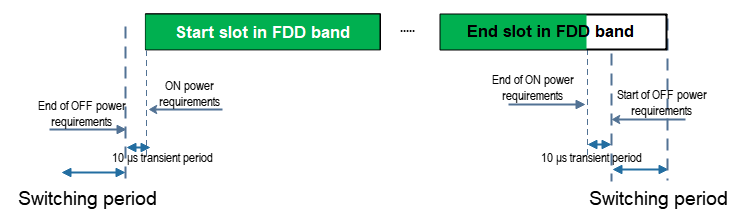 Start slot in FDD band
.....
End slot in FDD band
End of OFF power
requirements
ON power
requirements
End of ON power
requirements
Start of OFF power
requirements
10 µs transient period
10 µs transient period
Switching period
Switching period